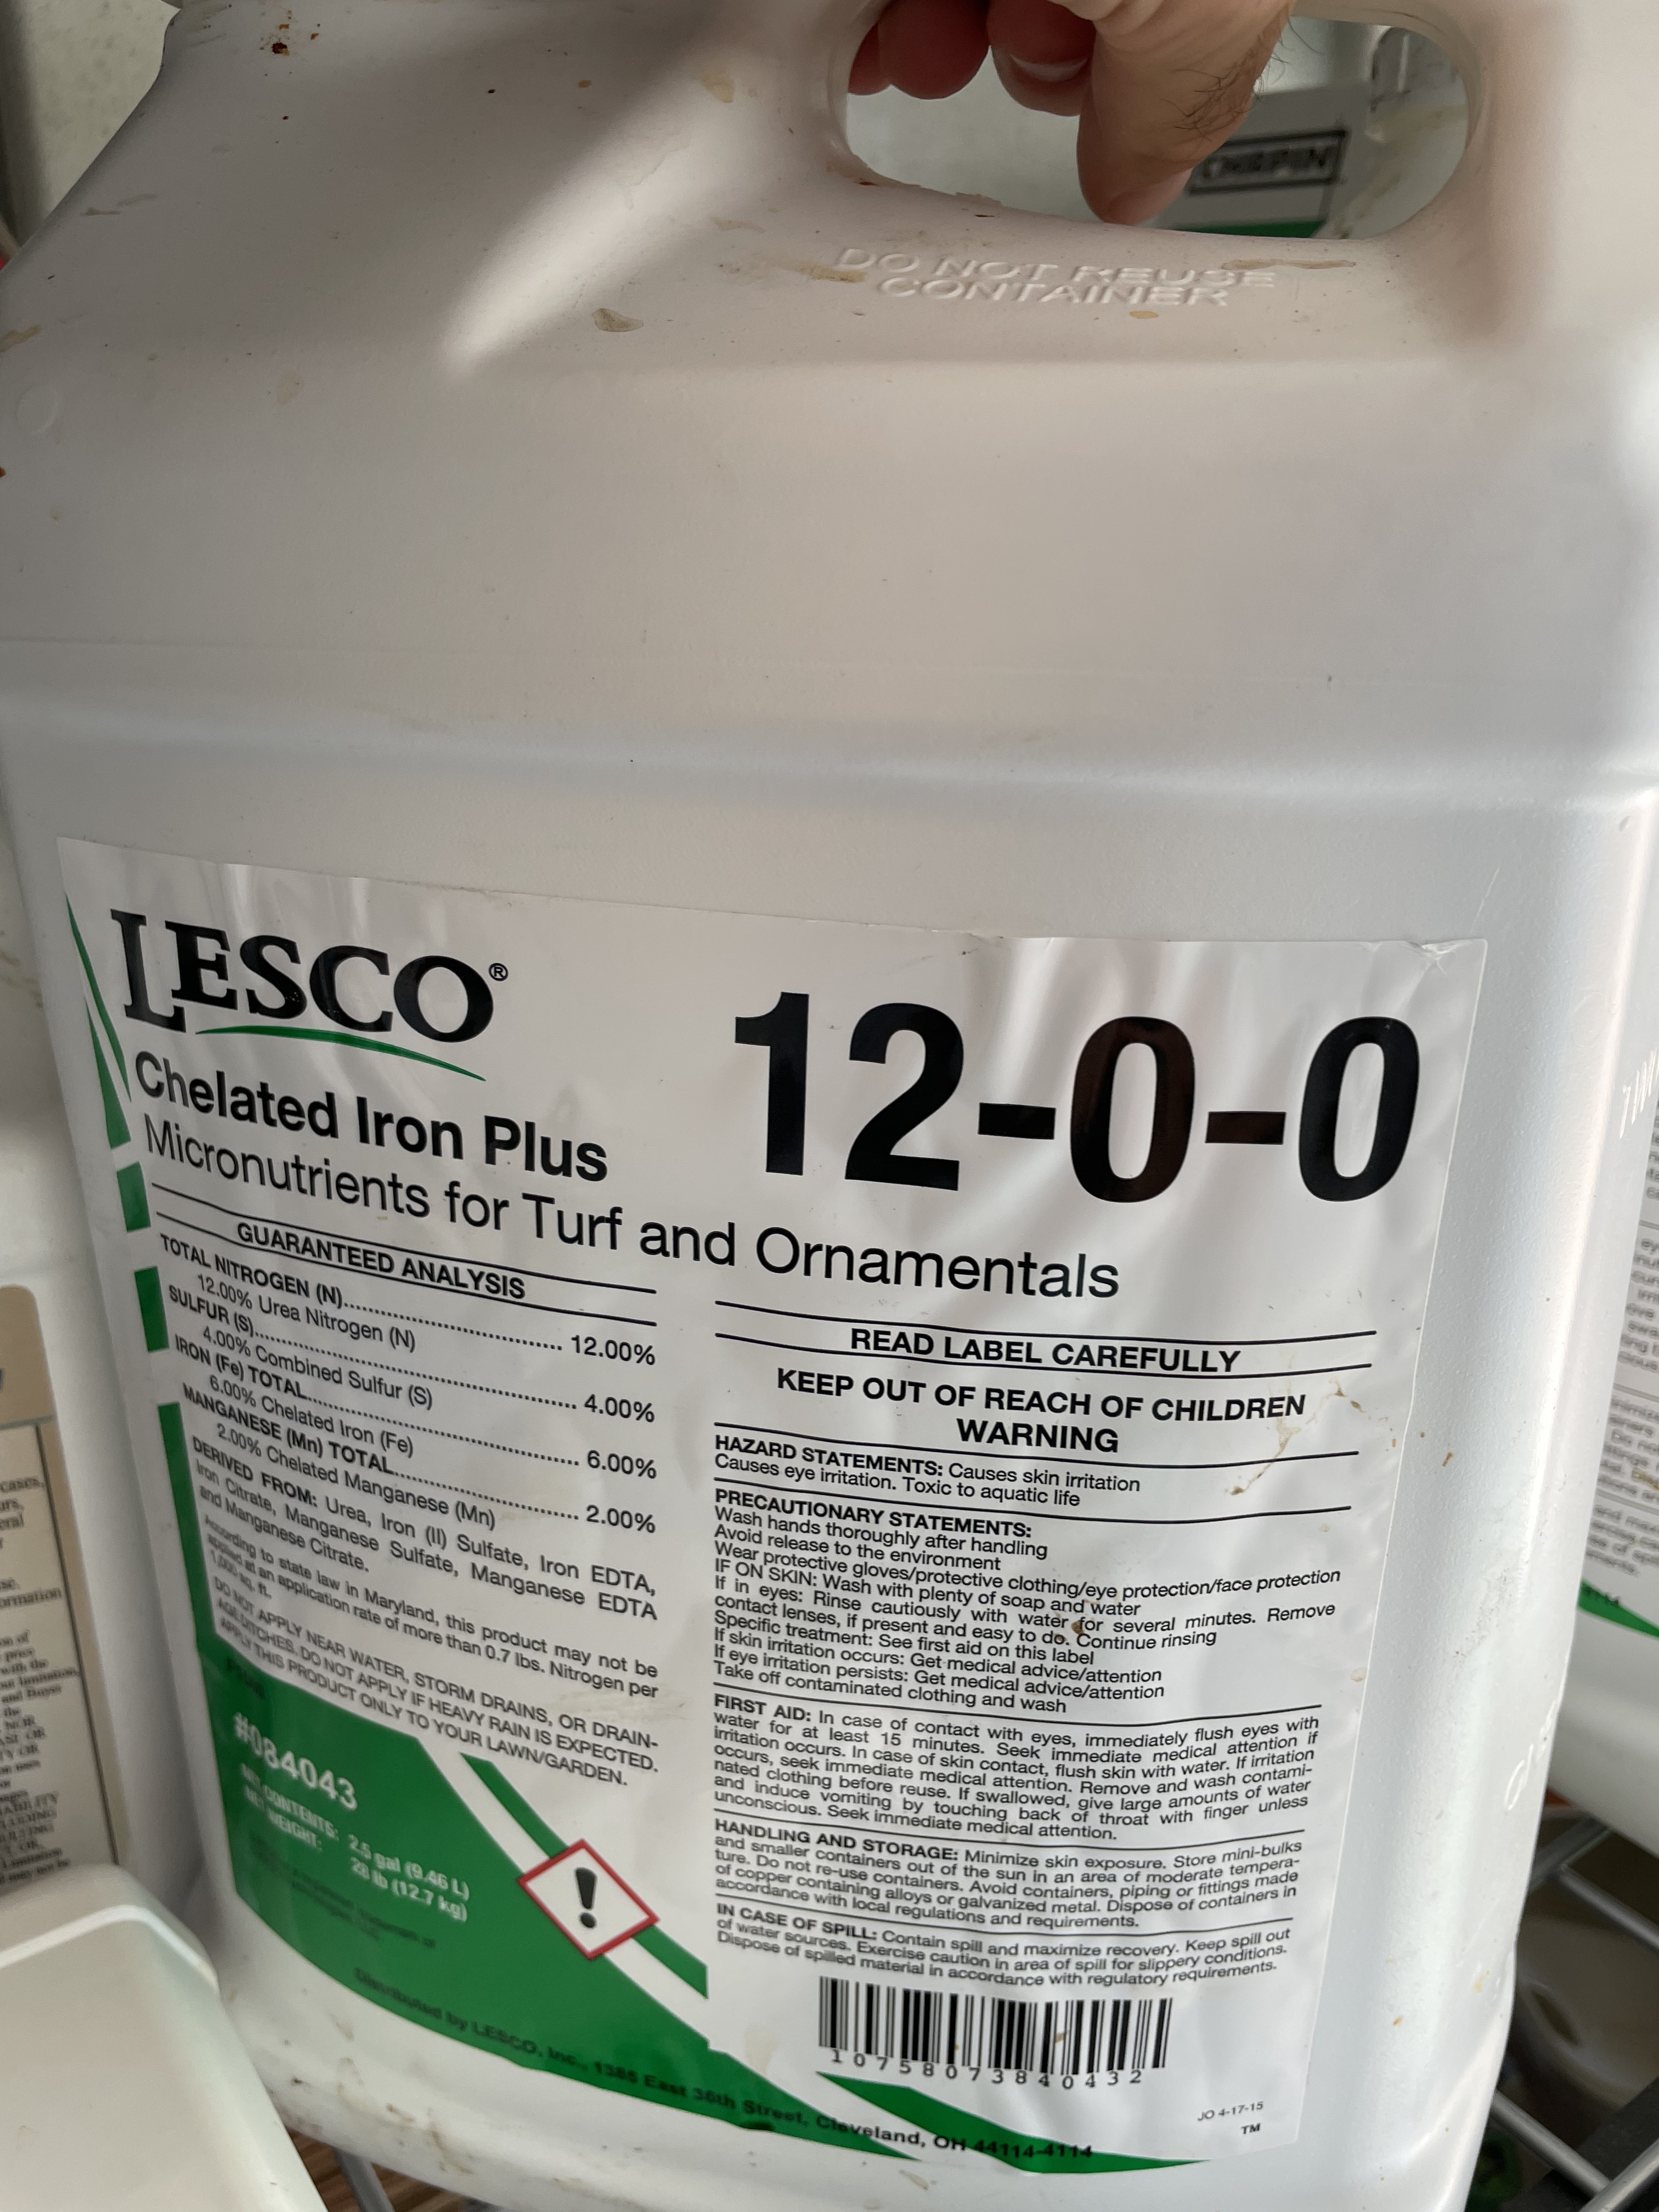 DO NOT REUSE
CONTAINER
LESCO®
12-0-0
Chelated Iron Plus
Micronutrients for Turf and Ornamentals
GUARANTEED ANALYSIS
TOTAL NITROGEN (N)........................ 12.00%
12.00% Urea Nitrogen (N)
SULFUR (S)........................ 4.00%
4.00% Combined Sulfur (S)
IRON (Fe) TOTAL........................ 6.00%
6.00% Chelated Iron (Fe)
MANGANESE (Mn) TOTAL........................ 2.00%
2.00% Chelated Manganese (Mn)
DERIVED FROM: Urea, Iron (II) Sulfate, Iron EDTA,
Iron Citrate, Manganese Sulfate, Manganese EDTA
and Manganese Citrate.
According to state law in Maryland, this product may not be
applied at an application rate of more than 0.7 lbs. Nitrogen per
1,000 sq. ft.
DO NOT APPLY NEAR WATER, STORM DRAINS, OR DRAIN-
AGE DITCHES. DO NOT APPLY IF HEAVY RAIN IS EXPECTED.
APPLY THIS PRODUCT ONLY TO YOUR LAWN/GARDEN.
#084043
NET CONTENTS: 2.5 gal (9.46 L)
NET WEIGHT: 28 lb (12.7 kg)
Distributed by LESCO, Inc., 1385 East 36th Street, Cleveland, OH 44114-4114
READ LABEL CAREFULLY
KEEP OUT OF REACH OF CHILDREN
WARNING
HAZARD STATEMENTS: Causes skin irritation
Causes eye irritation. Toxic to aquatic life
PRECAUTIONARY STATEMENTS:
Wash hands thoroughly after handling
Avoid release to the environment
Wear protective gloves/protective clothing/eye protection/face protection
IF ON SKIN: Wash with plenty of soap and water
If in eyes: Rinse cautiously with water for several minutes. Remove
contact lenses, if present and easy to do. Continue rinsing
Specific treatment: See first aid on this label
If skin irritation occurs: Get medical advice/attention
If eye irritation persists: Get medical advice/attention
Take off contaminated clothing and wash
FIRST AID: In case of contact with eyes, immediately flush eyes with
water for at least 15 minutes. Seek immediate medical attention if
irritation occurs. In case of skin contact, flush skin with water. If irritation
occurs, seek immediate medical attention. Remove and wash contami-
nated clothing before reuse. If swallowed, give large amounts of water
and induce vomiting by touching back of throat with finger unless
unconscious. Seek immediate medical attention.
HANDLING AND STORAGE: Minimize skin exposure. Store mini-bulks
and smaller containers out of the sun in an area of moderate tempera-
ture. Do not re-use containers. Avoid containers, piping or fittings made
of copper containing alloys or galvanized metal. Dispose of containers in
accordance with local regulations and requirements.
IN CASE OF SPILL: Contain spill and maximize recovery. Keep spill out
of water sources. Exercise caution in area of spill for slippery conditions.
Dispose of spilled material in accordance with regulatory requirements.
10758073840432
JO 4-17-15
TM